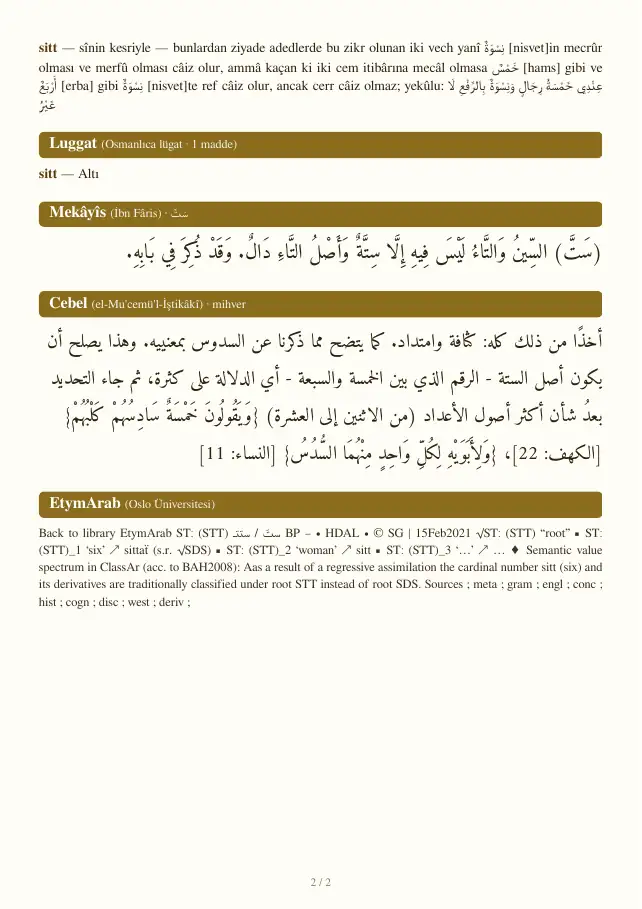 sitt — sînin kesriyle — bunlardan ziyade adedlerde bu zikr olunan iki vech yanî نِسْوَةٌ [nisvet]in mecrûr
olması ve merfû olması câiz olur, ammâ kaçan ki iki cem itibârına mecâl olmasa خَمْسٌ [hams] gibi ve
أَرْبَعٌ [erba] gibi نِسْوَةٌ [nisvet]te ref câiz olur, ancak cerr câiz olmaz; yekûlu: عِنْدِي خَمْسَةُ رِجَالٍ وَنِسْوَةٌ بِالرَّفْعِ لَا
غَيْرُ
Luggat (Osmanlıca lügat · 1 madde)
sitt — Altı
Mekâyîs (İbn Fâris) · ستّ
(سَتَّ) السِّينُ وَالتَّاءُ لَيْسَ فِيهِ إِلَّا سِتَّةٌ وَأَصْلُ التَّاءِ دَالٌ. وَقَدْ ذُكِرَ فِي بَابِهِ.
Cebel (el-Mu'cemü'l-İştikâkî) · mihver
أخذًا من ذلك كله: كثافة وامتداد. كما يتضح مما ذكرنا عن السدوس بمعنييه. وهذا يصلح أن
يكون أصل الستة - الرقم الذي بين الخمسة والسبعة - أي الدلالة على كثرة، ثم جاء التحديد
بعدُ شأن أكثر أصول الأعداد (من الاثنين إلى العشرة) {وَيَقُولُونَ خَمْسَةٌ سَادِسُهُمْ كَلْبُهُمْ}
[الكهف: 22]، {وَلِأَبَوَيْهِ لِكُلِّ وَاحِدٍ مِنْهُمَا السُّدُسُ} [النساء: 11]
EtymArab (Oslo Üniversitesi)
Back to library EtymArab ST: (STT) ستّ / ستت BP – • HDAL • © SG | 15Feb2021 √ST: (STT) “root” ▪ ST:
(STT)_1 ‘six’ ↗ sittaẗ (s.r. √SDS) ▪ ST: (STT)_2 ‘woman’ ↗ sitt ▪ ST: (STT)_3 ‘…’ ↗ … ♦ Semantic value
spectrum in ClassAr (acc. to BAH2008): Aas a result of a regressive assimilation the cardinal number sitt (six) and
its derivatives are traditionally classified under root STT instead of root SDS. Sources ; meta ; gram ; engl ; conc ;
hist ; cogn ; disc ; west ; deriv ;
2 / 2